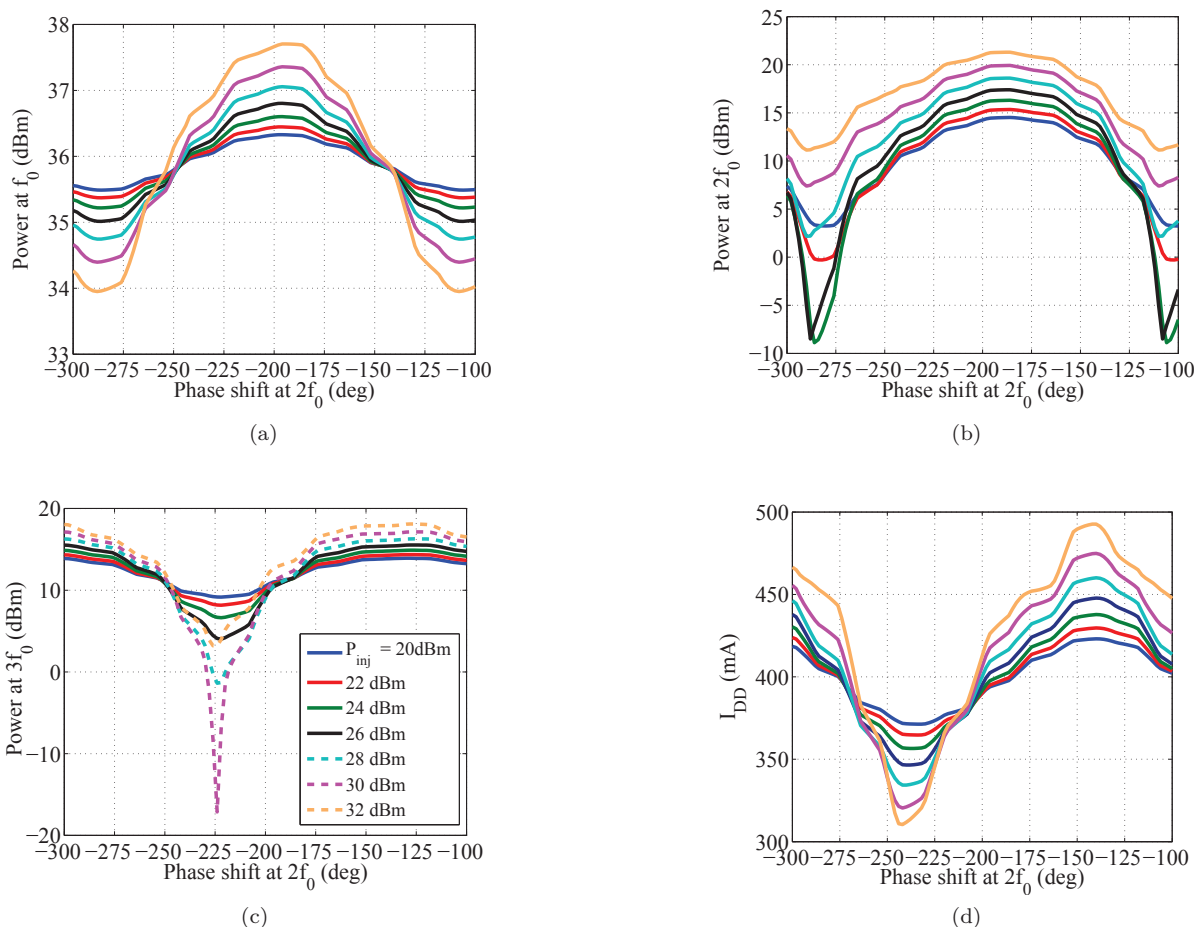 Power at f0 (dBm)
38
37
36
35
34
33
−300 −275 −250 −225 −200 −175 −150 −125 −100
Phase shift at 2f0 (deg)
(a)
Power at 2f0 (dBm)
25
20
15
10
5
0
−5
−10
−300 −275 −250 −225 −200 −175 −150 −125 −100
Phase shift at 2f0 (deg)
(b)
Power at 3f0 (dBm)
20
10
0
−10
−20
−300 −275 −250 −225 −200 −175 −150 −125 −100
Phase shift at 2f0 (deg)
Pinj = 20dBm
22 dBm
24 dBm
26 dBm
28 dBm
30 dBm
32 dBm
(c)
IDD (mA)
500
450
400
350
300
−300 −275 −250 −225 −200 −175 −150 −125 −100
Phase shift at 2f0 (deg)
(d)